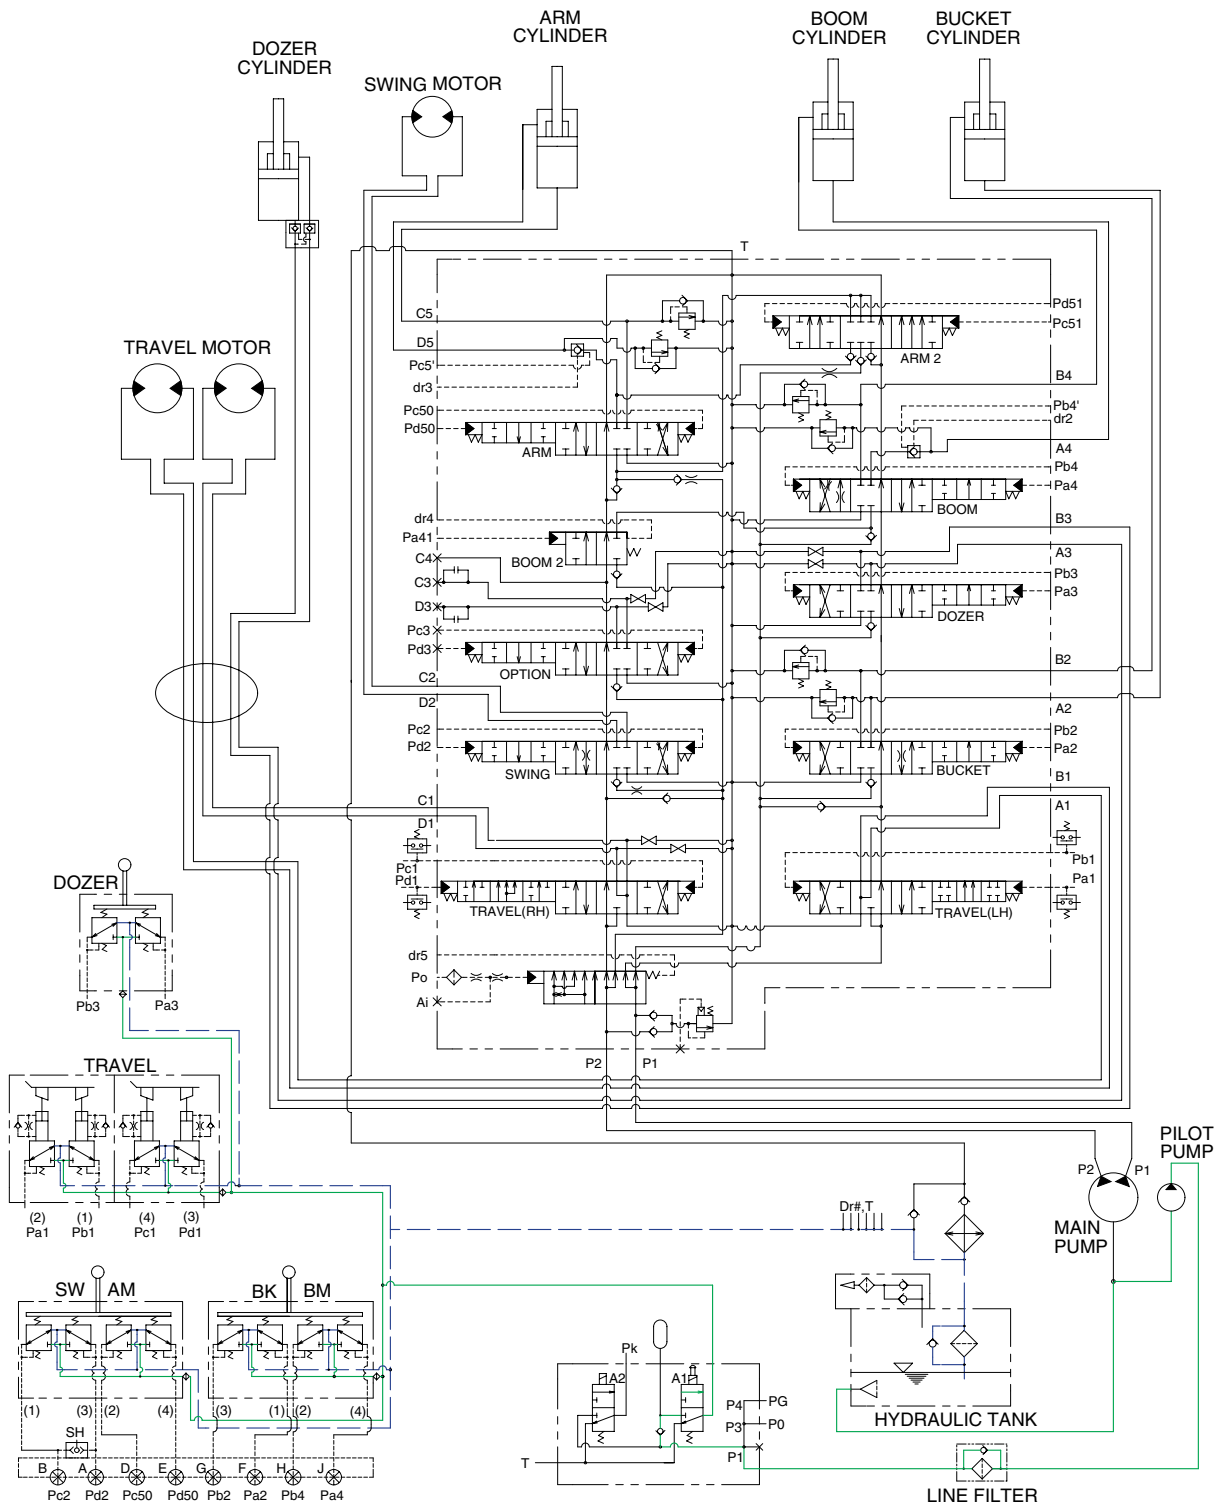 ARM
CYLINDER
BOOM
CYLINDER
BUCKET
CYLINDER
DOZER
CYLINDER
SWING MOTOR
TRAVEL MOTOR
T
C5
D5
Pc5'
dr3
Pc50
Pd50
ARM
Pd51
Pc51
ARM 2
B4
Pb4'
dr2
A4
Pb4
Pa4
BOOM
dr4
Pa41
BOOM 2
C4
C3
D3
B3
A3
Pb3
Pa3
DOZER
Pc3
Pd3
OPTION
B2
A2
C2
D2
Pc2
Pd2
SWING
Pb2
Pa2
BUCKET
B1
A1
C1
D1
Pc1
Pd1
TRAVEL(RH)
Pb1
Pa1
TRAVEL(LH)
dr5
Po
Ai
P2
P1
DOZER
Pb3
Pa3
TRAVEL
(2)
(1)
(4)
(3)
Pa1
Pb1
Pc1
Pd1
PILOT
PUMP
P2
P1
MAIN
PUMP
Dr#,T
SW
AM
BK
BM
(1)
(3)
(2)
(4)
(3)
(1)
(2)
(4)
SH
B
A
D
E
G
F
H
J
Pc2
Pd2
Pc50
Pd50
Pb2
Pa2
Pb4
Pa4
Pk
A2
A1
P4
PG
P3
P0
P1
T
HYDRAULIC TANK
LINE FILTER